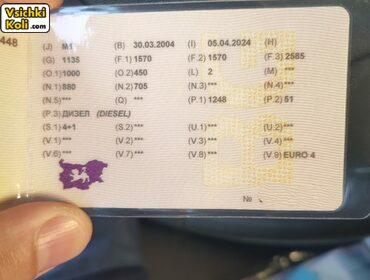 Vsichki
Koli.com
448
(J) M1 (B) 30.03.2004 (I) 05.04.2024 (H)
(G) 1135 (F.1) 1570 (F.2) 1570 (F.3) 2585
(O.1) 1000 (O.2) 450 (L) 2 (M) ***
(N.1) 880 (N.2) 705 (N.3)*** (N.4)***
(N.5)*** (Q) *** (P.1) 1248 (P.2) 51
(P.3) ДИЗЕЛ (DIESEL)
(S.1) 4+1 (S.2)*** (U.1)*** (U.2)***
(V.1)*** (V.2)*** (V.3)*** (V.4)***
(V.6)*** (V.7)*** (V.8)*** (V.9) EURO 4
№